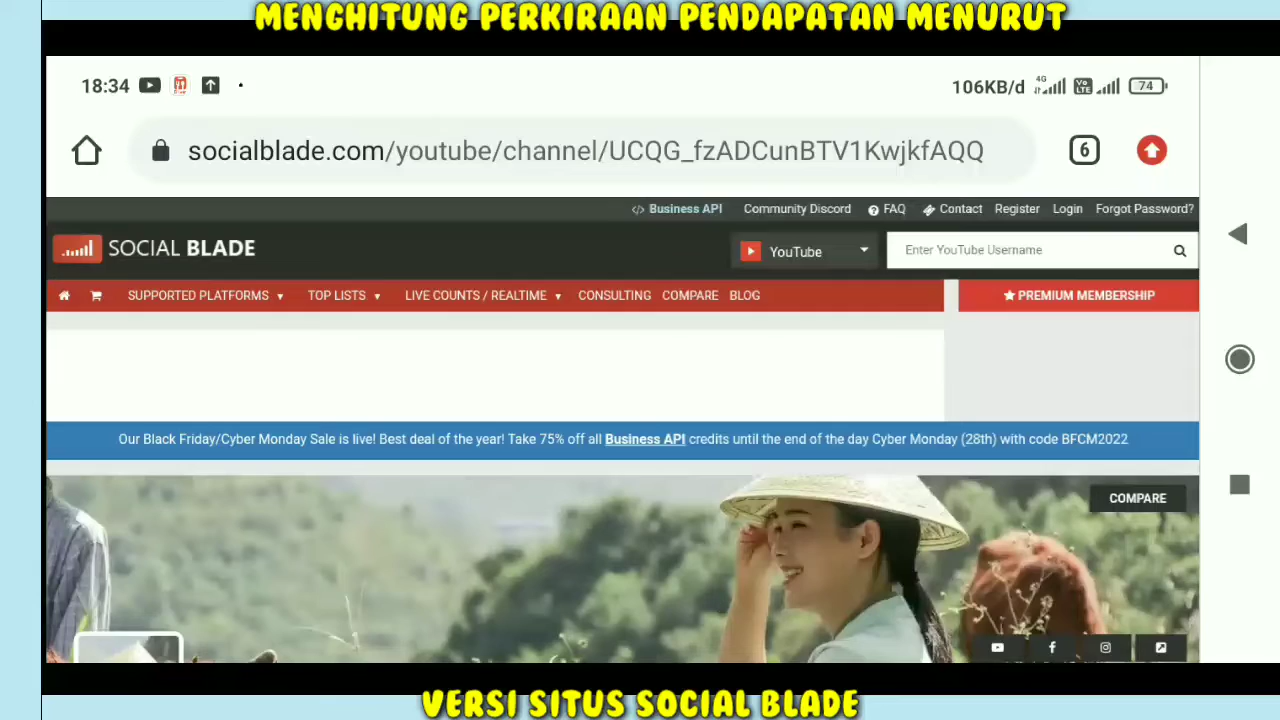 MENGHITUNG PERKIRAAN PENDAPATAN MENURUT
18:34 106KB/d 4G Vo LTE 74
socialblade.com/youtube/channel/UCQG_fzADCunBTV1KwjkfAQQ 6
</> Business API Community Discord FAQ Contact Register Login Forgot Password?
SOCIAL BLADE YouTube Enter YouTube Username
SUPPORTED PLATFORMS TOP LISTS LIVE COUNTS / REALTIME CONSULTING COMPARE BLOG PREMIUM MEMBERSHIP
Our Black Friday/Cyber Monday Sale is live! Best deal of the year! Take 75% off all Business API credits until the end of the day Cyber Monday (28th) with code BFCM2022
COMPARE
VERSI SITUS SOCIAL BLADE